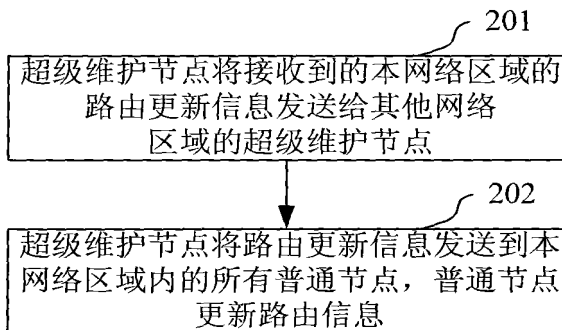 201
超级维护节点将接收到的本网络区域的
路由更新信息发送给其他网络
区域的超级维护节点
202
超级维护节点将路由更新信息发送到本
网络区域内的所有普通节点，普通节点
更新路由信息